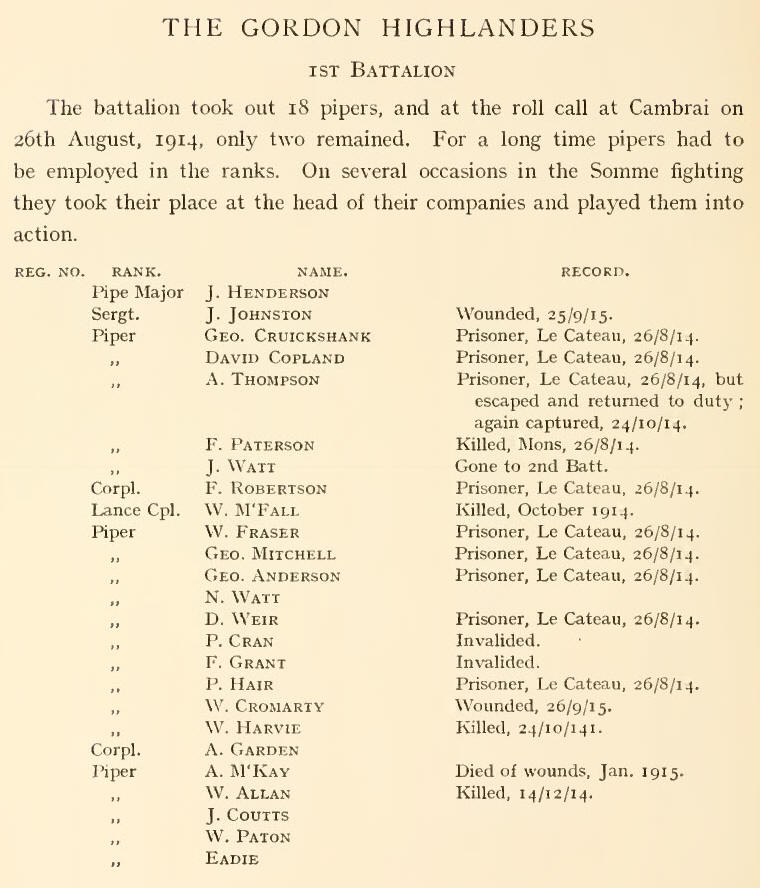 THE GORDON HIGHLANDERS
1ST BATTALION
The battalion took out 18 pipers, and at the roll call at Cambrai on
26th August, 1914, only two remained. For a long time pipers had to
be employed in the ranks. On several occasions in the Somme fighting
they took their place at the head of their companies and played them into
action.
REG. NO. RANK. NAME. RECORD.
Pipe Major J. HENDERSON
Sergt. J. JOHNSTON Wounded, 25/9/15.
Piper GEO. CRUICKSHANK Prisoner, Le Cateau, 26/8/14.
,, DAVID COPLAND Prisoner, Le Cateau, 26/8/14.
,, A. THOMPSON Prisoner, Le Cateau, 26/8/14, but
escaped and returned to duty ;
again captured, 24/10/14.
,, F. PATERSON Killed, Mons, 26/8/14.
,, J. WATT Gone to 2nd Batt.
Corpl. F. ROBERTSON Prisoner, Le Cateau, 26/8/14.
Lance Cpl. W. M‘FALL Killed, October 1914.
Piper W. FRASER Prisoner, Le Cateau, 26/8/14.
,, GEO. MITCHELL Prisoner, Le Cateau, 26/8/14.
,, GEO. ANDERSON Prisoner, Le Cateau, 26/8/14.
,, N. WATT
,, D. WEIR Prisoner, Le Cateau, 26/8/14.
,, P. CRAN Invalided.
,, F. GRANT Invalided.
,, P. HAIR Prisoner, Le Cateau, 26/8/14.
,, W. CROMARTY Wounded, 26/9/15.
,, W. HARVIE Killed, 24/10/141.
Corpl. A. GARDEN
Piper A. M‘KAY Died of wounds, Jan. 1915.
,, W. ALLAN Killed, 14/12/14.
,, J. COUTTS
,, W. PATON
,, EADIE